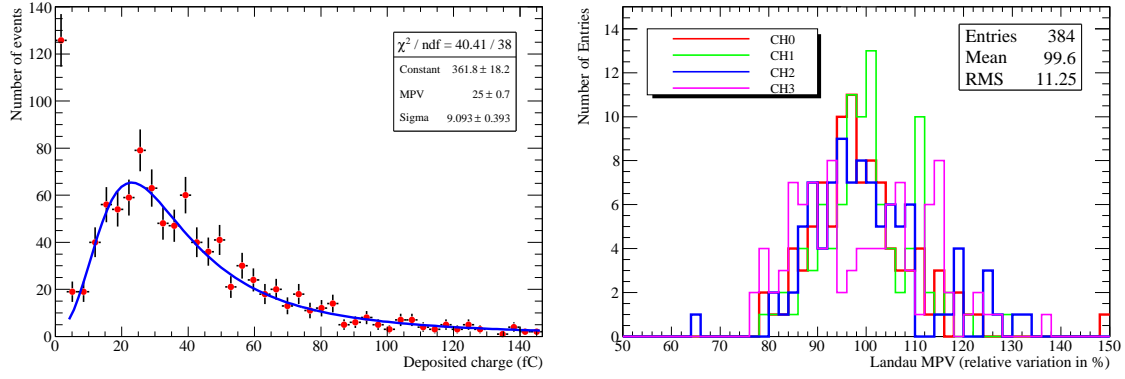 Number of events
140
120
100
80
60
40
20
0
0 20 40 60 80 100 120 140
Deposited charge (fC)
χ² / ndf = 40.41 / 38
Constant 361.8 ± 18.2
MPV 25 ± 0.7
Sigma 9.093 ± 0.393
Number of Entries
14
12
10
8
6
4
2
0
50 60 70 80 90 100 110 120 130 140 150
Landau MPV (relative variation in %)
CH0
CH1
CH2
CH3
Entries 384
Mean 99.6
RMS 11.25